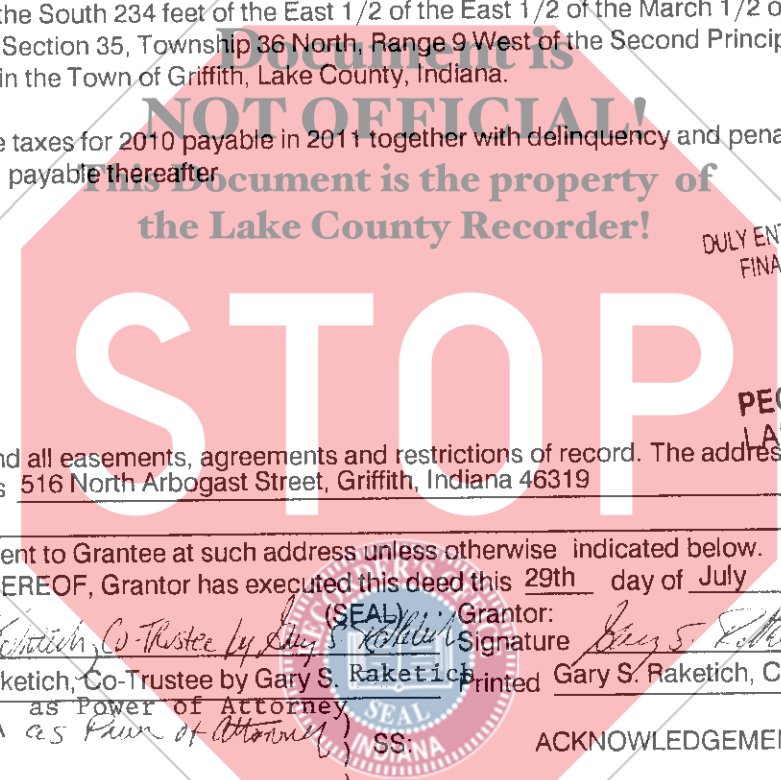 the South 234 feet of the East 1/2 of the East 1/2 of the March 1/2 o
Section 35, Township 36 North, Range 9 West of the Second Princip
in the Town of Griffith, Lake County, Indiana.
Document is
NOT OFFICIAL!
This Document is the property of
the Lake County Recorder!
e taxes for 2010 payable in 2011 together with delinquency and pena
payable thereafter
DULY ENT
FINA
STOP
PEG
LA
nd all easements, agreements and restrictions of record. The addres
s 516 North Arbogast Street, Griffith, Indiana 46319
ent to Grantee at such address unless otherwise indicated below.
EREOF, Grantor has executed this deed this 29th day of July
(SEAL) Grantor:
Co-Trustee by Gary S. Raketich Signature Gary S.
ketich, Co-Trustee by Gary S. Raketich Printed Gary S. Raketich, C
as Power of Attorney
A as Power of Attorney
SS: ACKNOWLEDGEMEN
RECORDER'S
SEAL
INDIANA